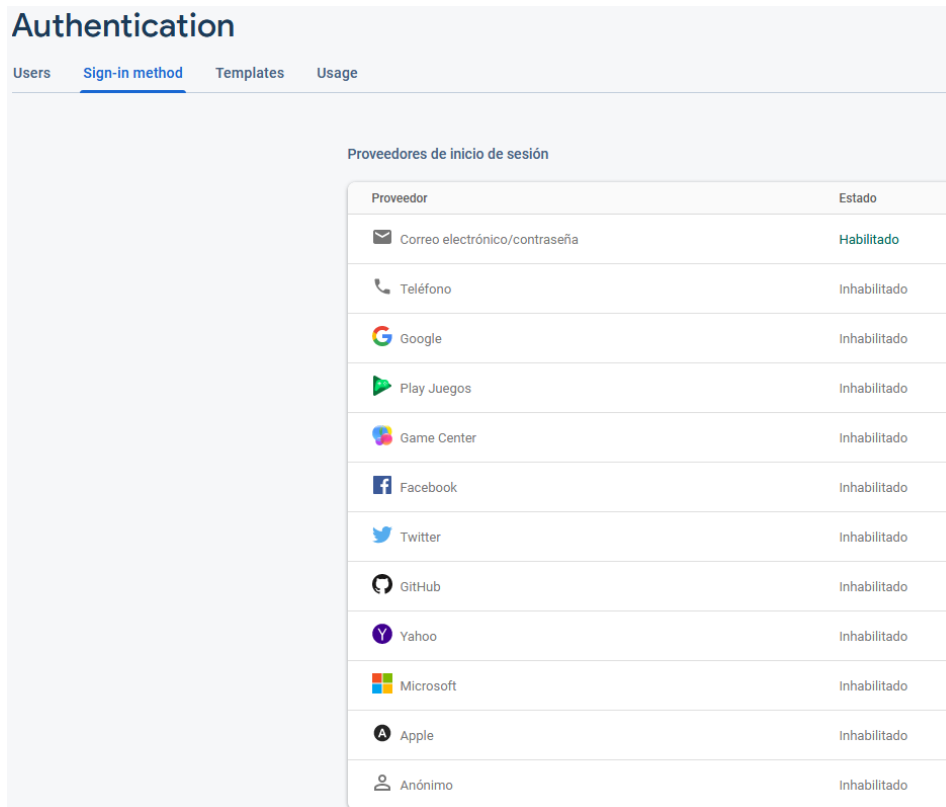 Authentication
Users Sign-in method Templates Usage
Proveedores de inicio de sesión
Proveedor Estado
Correo electrónico/contraseña Habilitado
Teléfono Inhabilitado
Google Inhabilitado
Play Juegos Inhabilitado
Game Center Inhabilitado
Facebook Inhabilitado
Twitter Inhabilitado
GitHub Inhabilitado
Yahoo Inhabilitado
Microsoft Inhabilitado
Apple Inhabilitado
Anónimo Inhabilitado